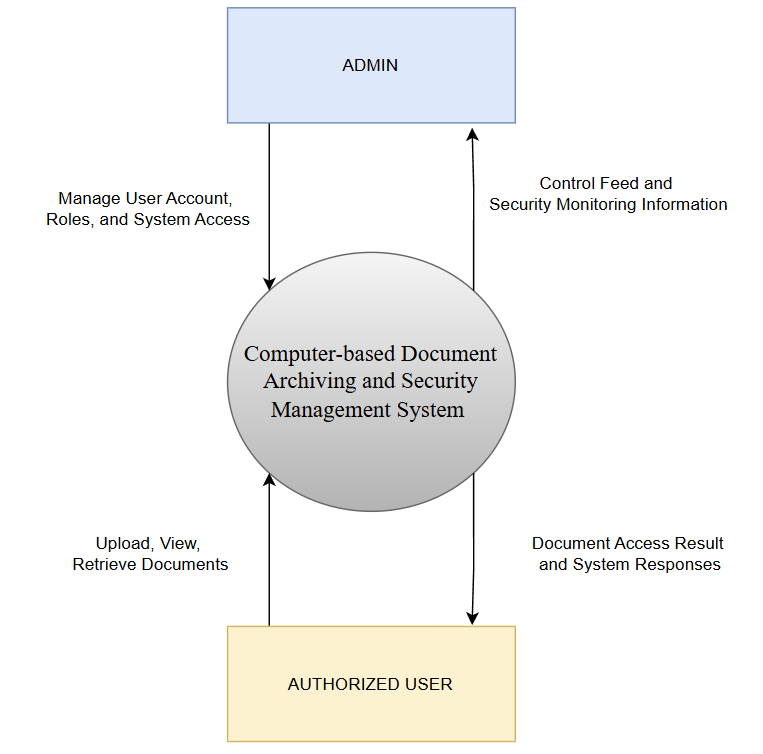 ADMIN
Manage User Account,
Roles, and System Access
Control Feed and
Security Monitoring Information
Computer-based Document
Archiving and Security
Management System
Upload, View,
Retrieve Documents
Document Access Result
and System Responses
AUTHORIZED USER